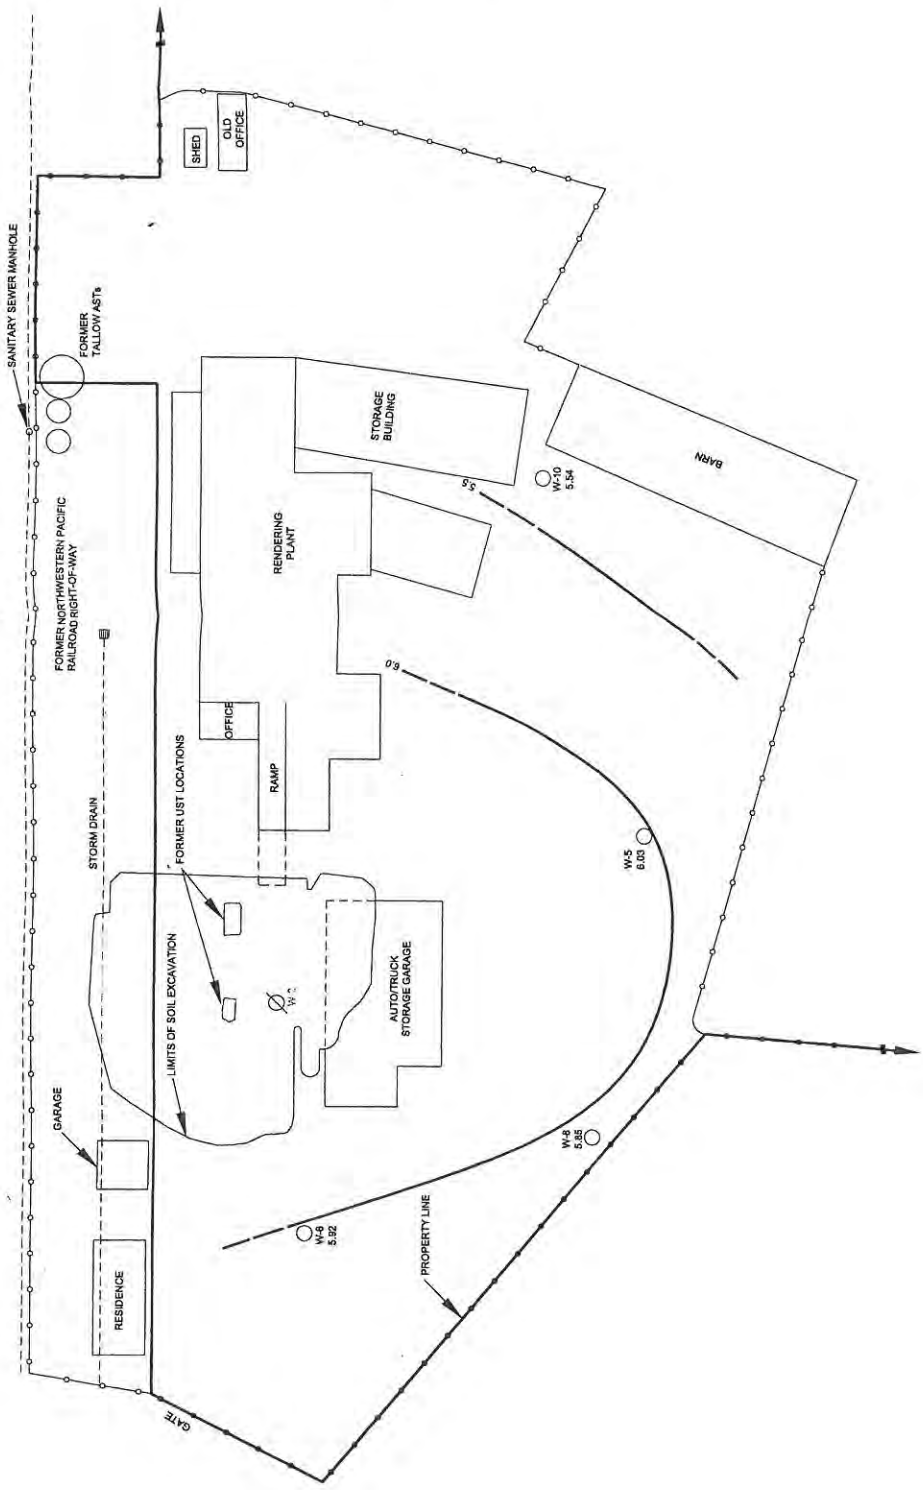 SANITARY SEWER MANHOLE
SHED
OLD
OFFICE
FORMER
TALLOW ASTs
FORMER NORTHWESTERN PACIFIC
RAILROAD RIGHT-OF-WAY
STORAGE
BUILDING
BARN
W-10
5.54
5.5
RENDERING
PLANT
6.0
OFFICE
RAMP
STORM DRAIN
FORMER UST LOCATIONS
W-5
6.03
LIMITS OF SOIL EXCAVATION
AUTO/TRUCK
STORAGE GARAGE
GARAGE
W-8
5.85
W-6
5.92
RESIDENCE
PROPERTY LINE
GATE